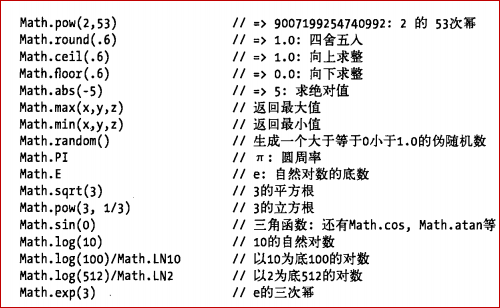 Math.pow(2,53) // => 9007199254740992: 2 的 53次幂
Math.round(.6) // => 1.0: 四舍五入
Math.ceil(.6) // => 1.0: 向上求整
Math.floor(.6) // => 0.0: 向下求整
Math.abs(-5) // => 5: 求绝对值
Math.max(x,y,z) // 返回最大值
Math.min(x,y,z) // 返回最小值
Math.random() // 生成一个大于等于0小于1.0的伪随机数
Math.PI // π: 圆周率
Math.E // e: 自然对数的底数
Math.sqrt(3) // 3的平方根
Math.pow(3, 1/3) // 3的立方根
Math.sin(0) // 三角函数: 还有Math.cos, Math.atan等
Math.log(10) // 10的自然对数
Math.log(100)/Math.LN10 // 以10为底100的对数
Math.log(512)/Math.LN2 // 以2为底512的对数
Math.exp(3) // e的三次幂